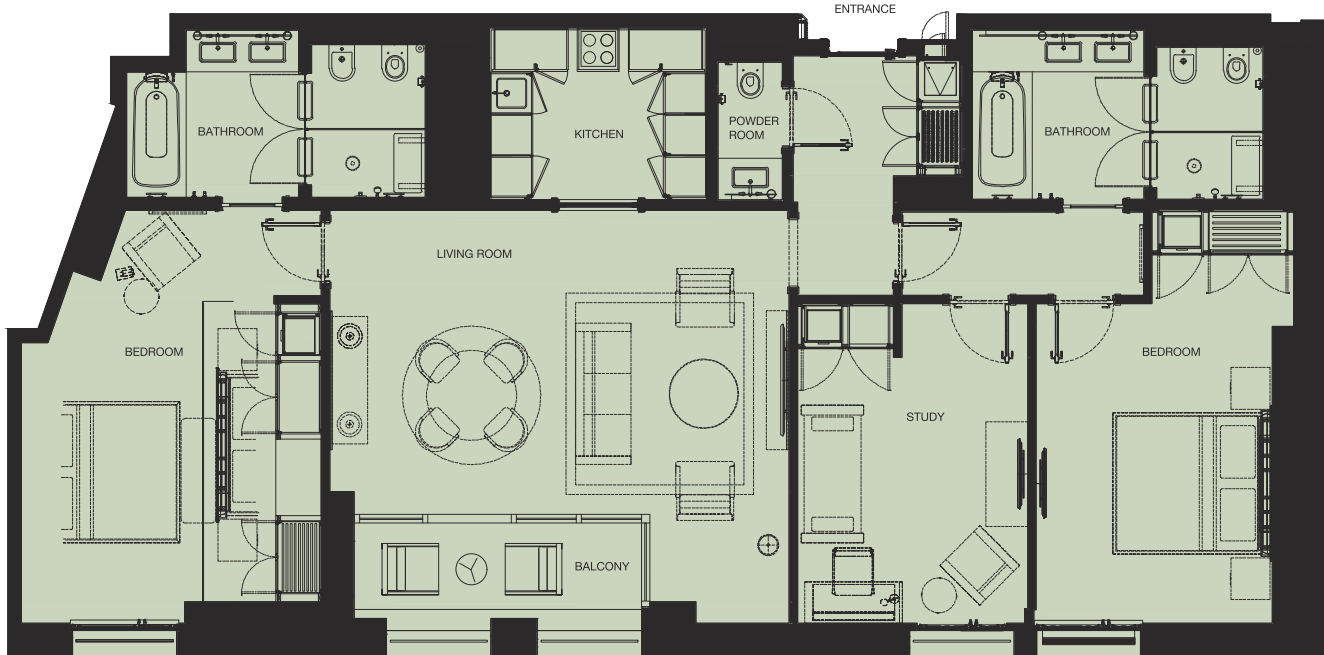 ENTRANCE
BATHROOM
KITCHEN
POWDER
ROOM
BATHROOM
LIVING ROOM
BEDROOM
BEDROOM
STUDY
BALCONY